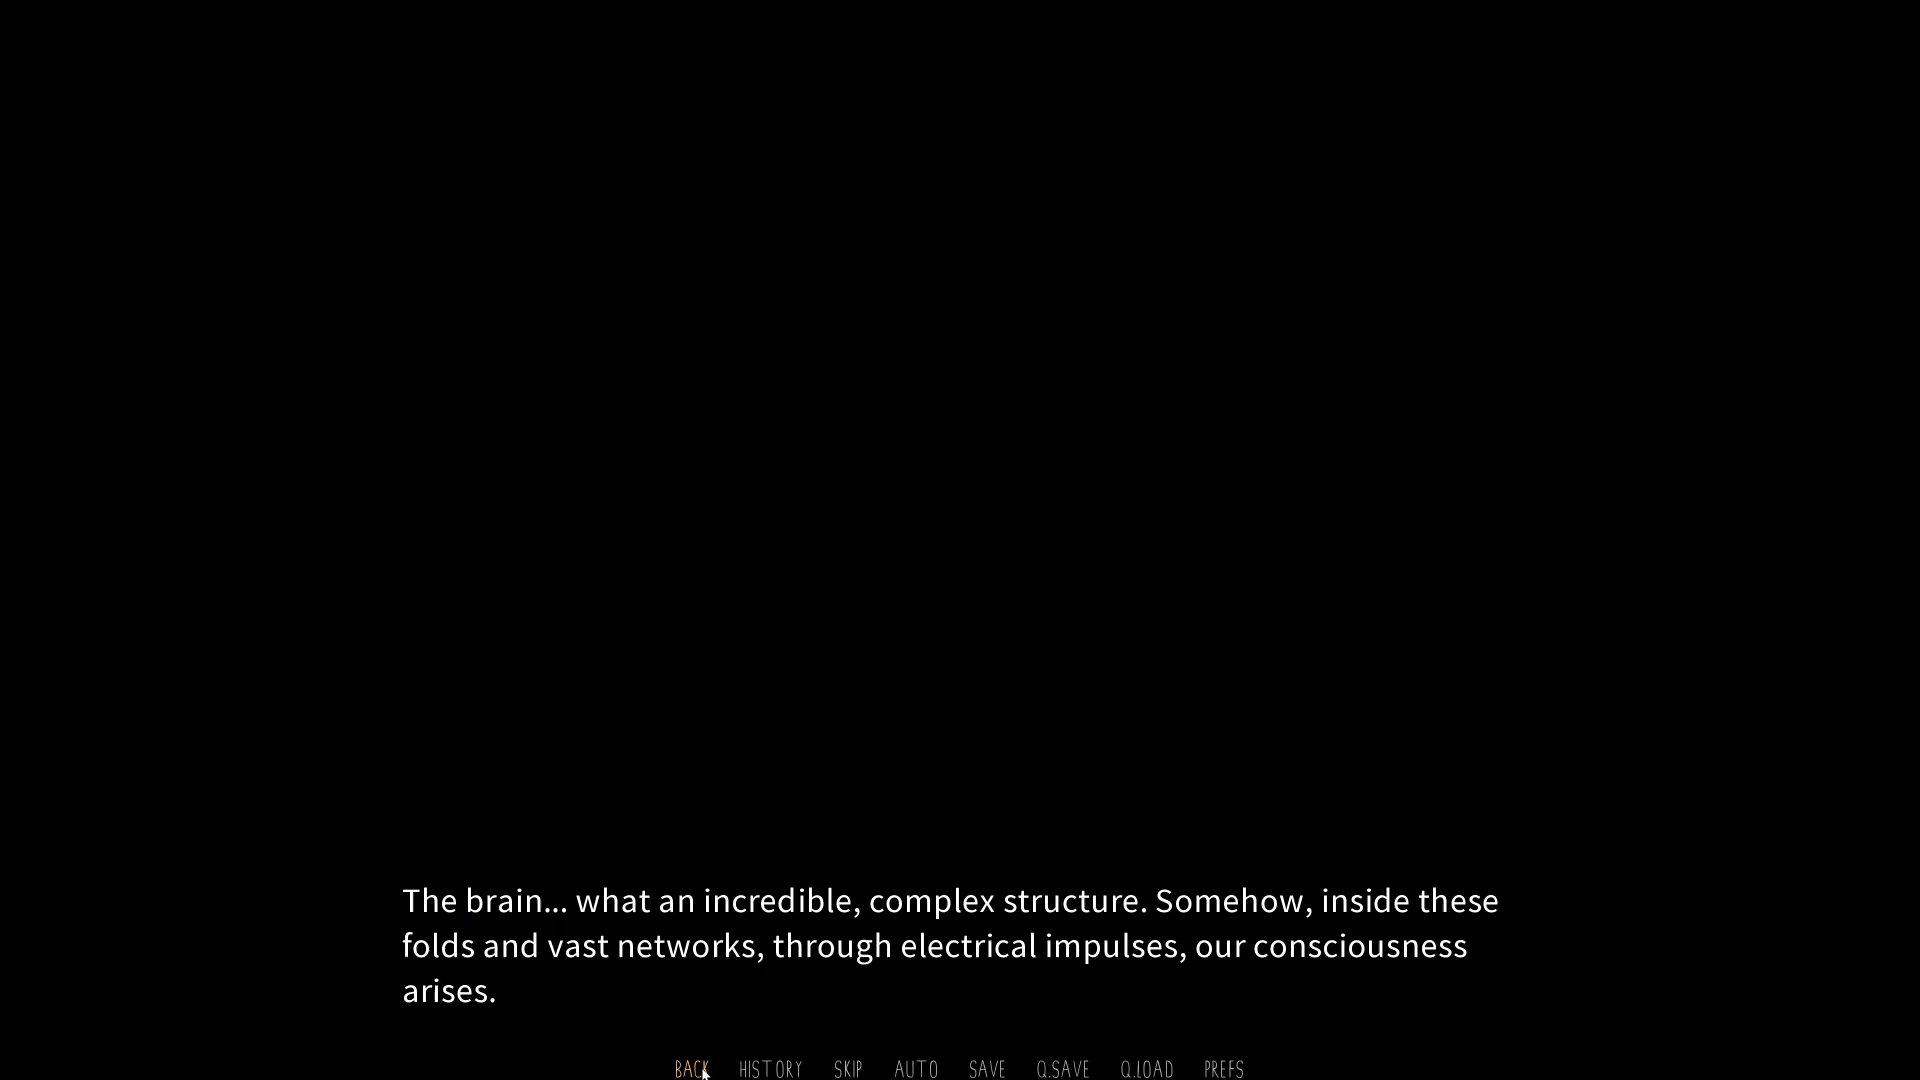 The brain... what an incredible, complex structure. Somehow, inside these
folds and vast networks, through electrical impulses, our consciousness
arises.
BACK HISTORY SKIP AUTO SAVE Q.SAVE Q.LOAD PREFS